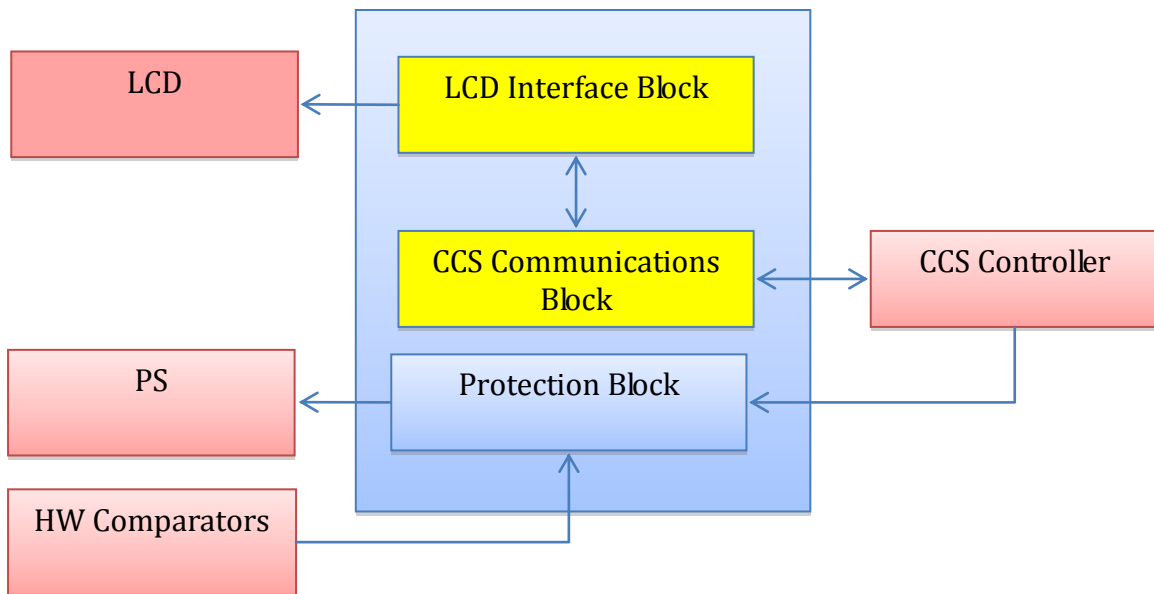 LCD
LCD Interface Block
CCS Communications
Block
CCS Controller
PS
Protection Block
HW Comparators